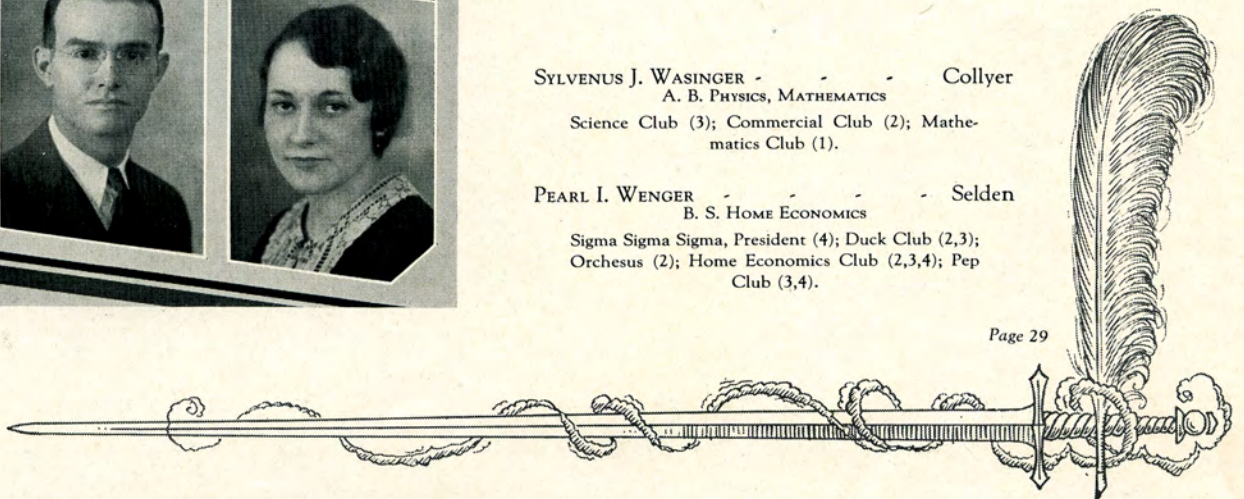 SYLVENUS J. WASINGER - - - Collyer
A. B. PHYSICS, MATHEMATICS
Science Club (3); Commercial Club (2); Mathe-
matics Club (1).
PEARL I. WENGER - - - - Selden
B. S. HOME ECONOMICS
Sigma Sigma Sigma, President (4); Duck Club (2,3);
Orchesus (2); Home Economics Club (2,3,4); Pep
Club (3,4).
Page 29